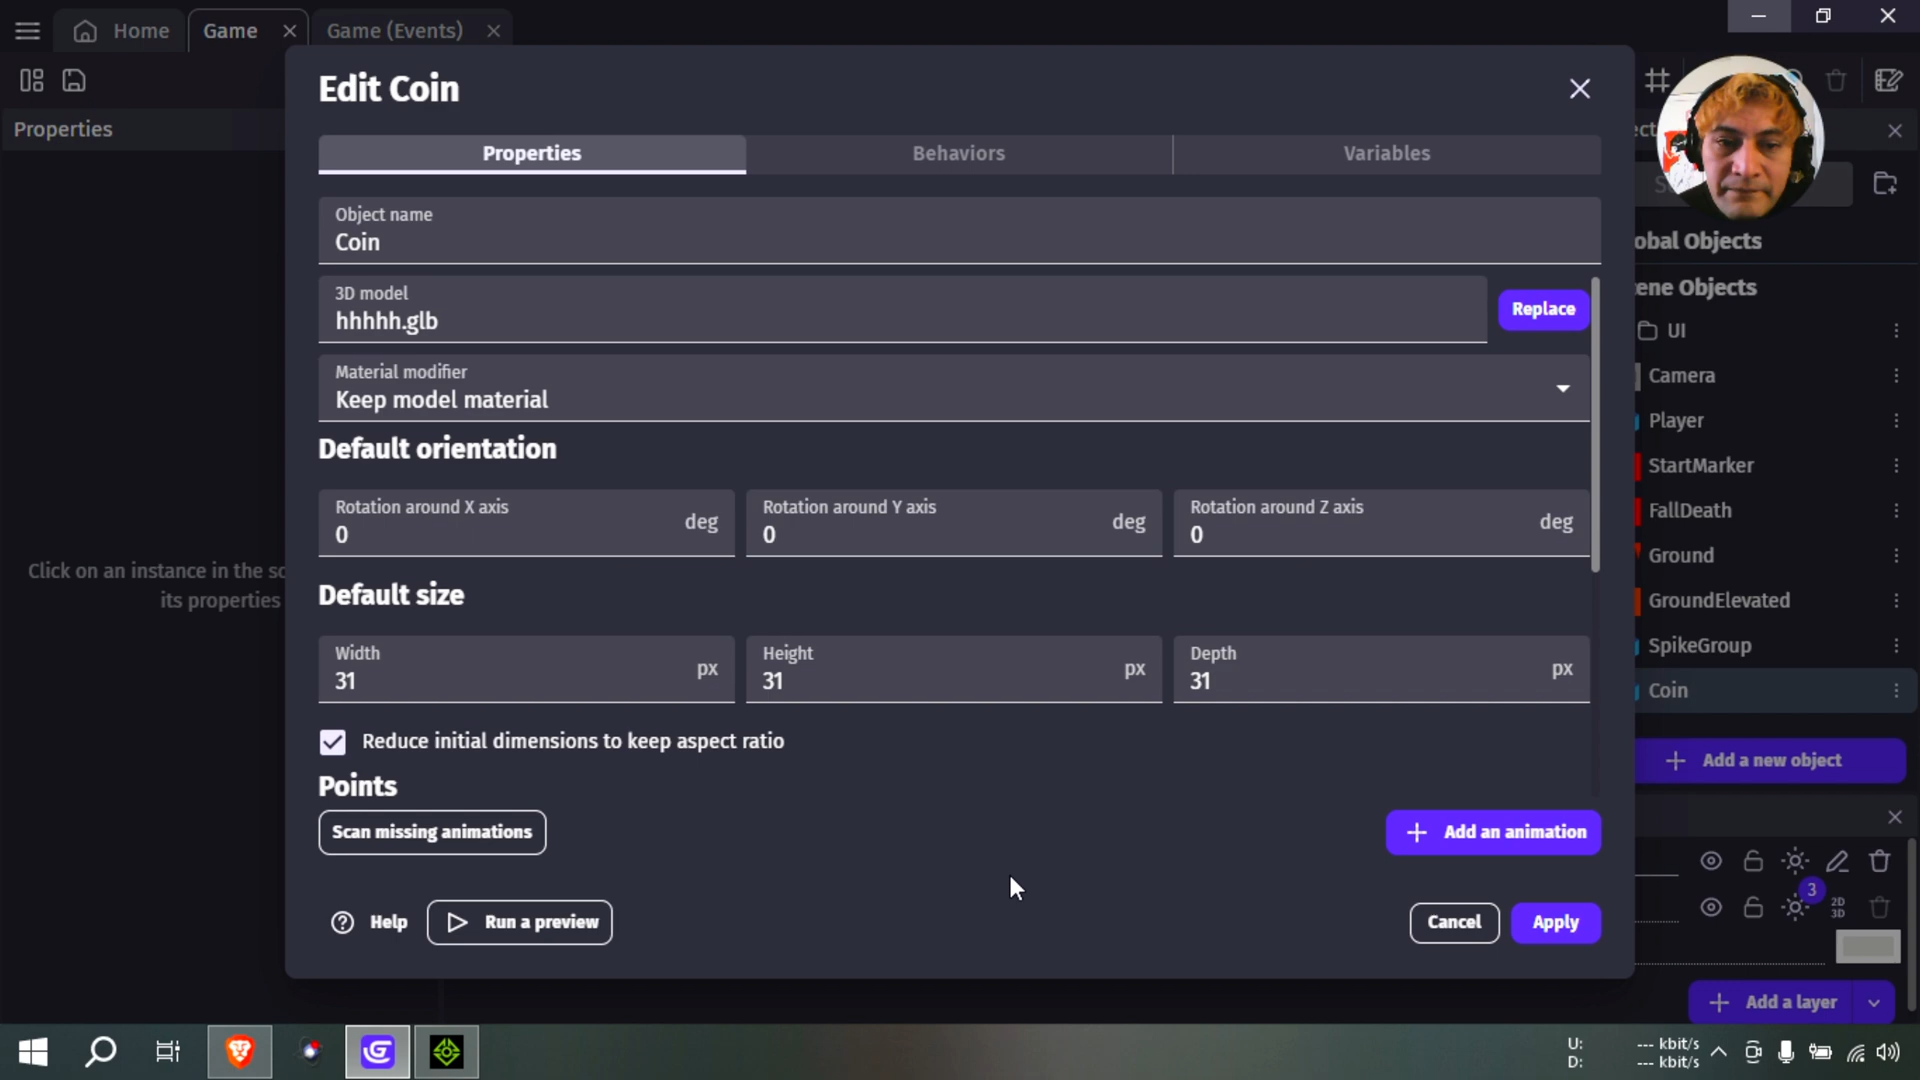 Home
Game
Game (Events)
Properties
Click on an instance in the sc
its properties
Edit Coin
Properties
Behaviors
Variables
Object name
Coin
3D model
hhhhh.glb
Replace
Material modifier
Keep model material
Default orientation
Rotation around X axis
0
deg
Rotation around Y axis
0
deg
Rotation around Z axis
0
deg
Default size
Width
31
px
Height
31
px
Depth
31
px
Reduce initial dimensions to keep aspect ratio
Points
Scan missing animations
Add an animation
Help
Run a preview
Cancel
Apply
ect
obal Objects
ene Objects
UI
Camera
Player
StartMarker
FallDeath
Ground
GroundElevated
SpikeGroup
Coin
Add a new object
3
2D
3D
Add a layer
U: --- kbit/s
D: --- kbit/s